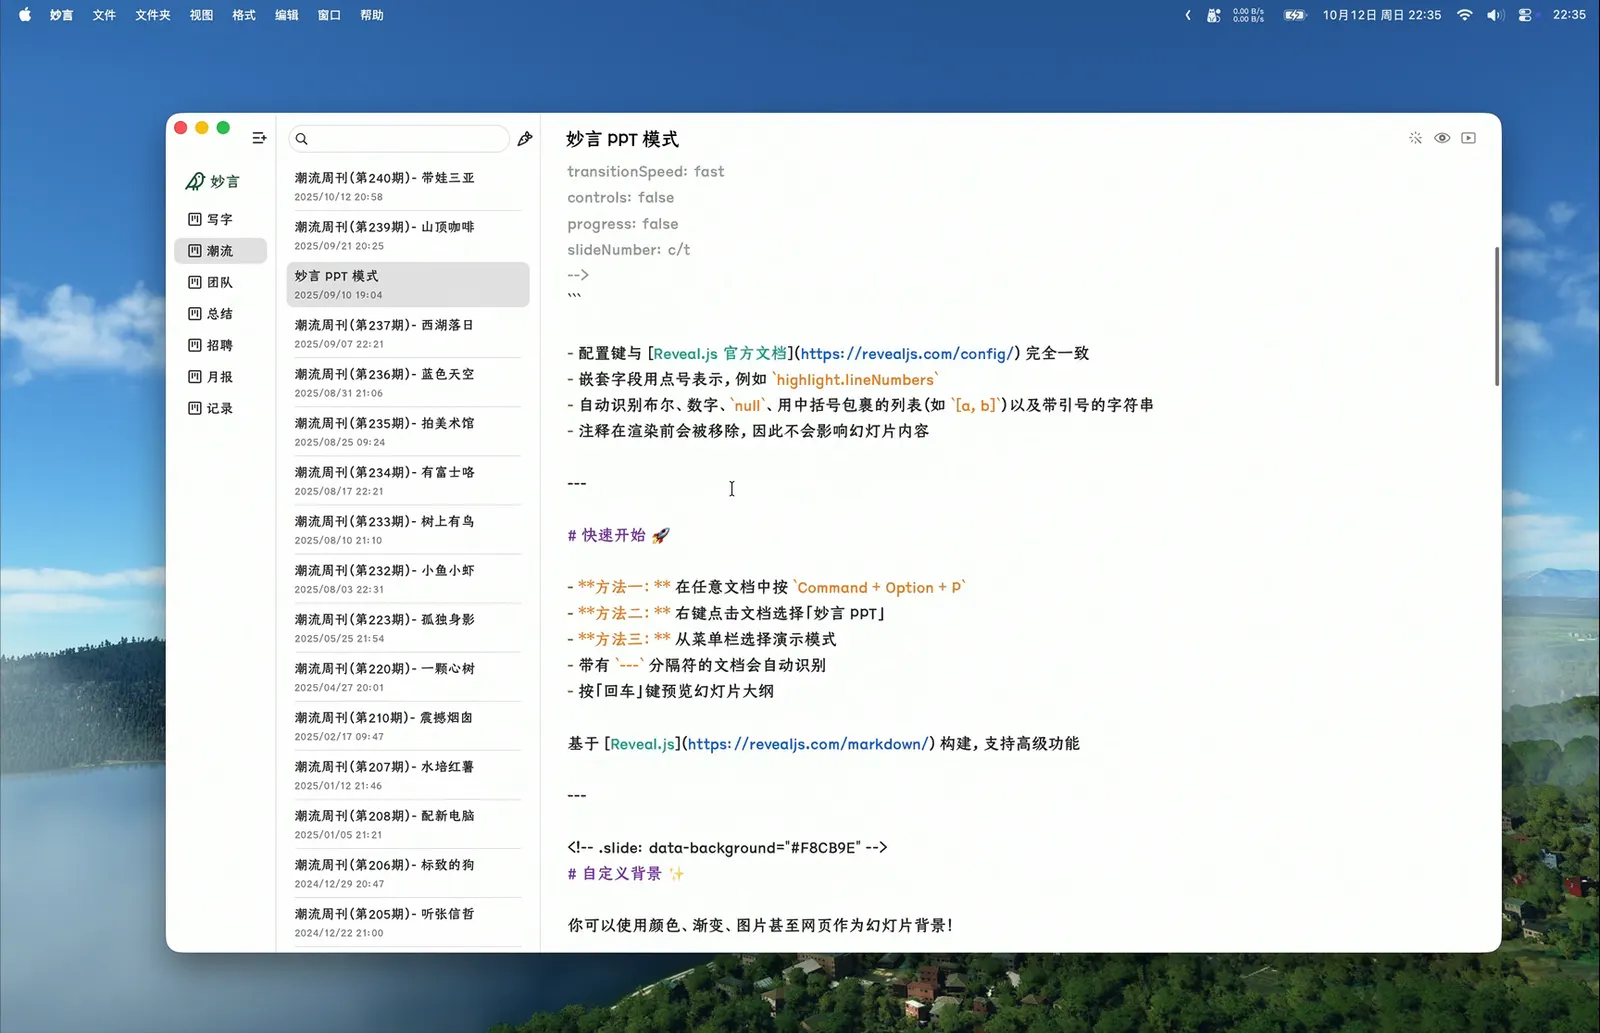 妙言 文件 文件夹 视图 格式 编辑 窗口 帮助
0.00 B/s
0.00 B/s
10月12日 周日 22:35
22:35
妙言
写字
潮流
团队
总结
招聘
月报
记录
潮流周刊(第240期)- 带娃三亚
2025/10/12 20:58
潮流周刊(第239期)- 山顶咖啡
2025/09/21 20:25
妙言 PPT 模式
2025/09/10 19:04
潮流周刊(第237期)- 西湖落日
2025/09/07 22:21
潮流周刊(第236期)- 蓝色天空
2025/08/31 21:06
潮流周刊(第235期)- 拍美术馆
2025/08/25 09:24
潮流周刊(第234期)- 有富士咯
2025/08/17 22:21
潮流周刊(第233期)- 树上有鸟
2025/08/10 21:10
潮流周刊(第232期)- 小鱼小虾
2025/08/03 22:31
潮流周刊(第223期)- 孤独身影
2025/05/25 21:54
潮流周刊(第220期)- 一颗心树
2025/04/27 20:01
潮流周刊(第210期)- 震撼烟囱
2025/02/17 09:47
潮流周刊(第207期)- 水培红薯
2025/01/12 21:46
潮流周刊(第208期)- 配新电脑
2025/01/05 21:21
潮流周刊(第206期)- 标致的狗
2024/12/29 20:47
潮流周刊(第205期)- 听张信哲
2024/12/22 21:00
妙言 PPT 模式
transitionSpeed: fast
controls: false
progress: false
slideNumber: c/t
-->
```
- 配置键与 [Reveal.js 官方文档](https://revealjs.com/config/) 完全一致
- 嵌套字段用点号表示，例如 `highlight.lineNumbers`
- 自动识别布尔、数字、`null`、用中括号包裹的列表（如 `[a, b]`）以及带引号的字符串
- 注释在渲染前会被移除，因此不会影响幻灯片内容
---
# 快速开始 🚀
- **方法一：** 在任意文档中按 `Command + Option + P`
- **方法二：** 右键点击文档选择「妙言 PPT」
- **方法三：** 从菜单栏选择演示模式
- 带有 `---` 分隔符的文档会自动识别
- 按「回车」键预览幻灯片大纲
基于 [Reveal.js](https://revealjs.com/markdown/) 构建，支持高级功能
---
<!-- .slide: data-background="#F8CB9E" -->
# 自定义背景 ✨
你可以使用颜色、渐变、图片甚至网页作为幻灯片背景！